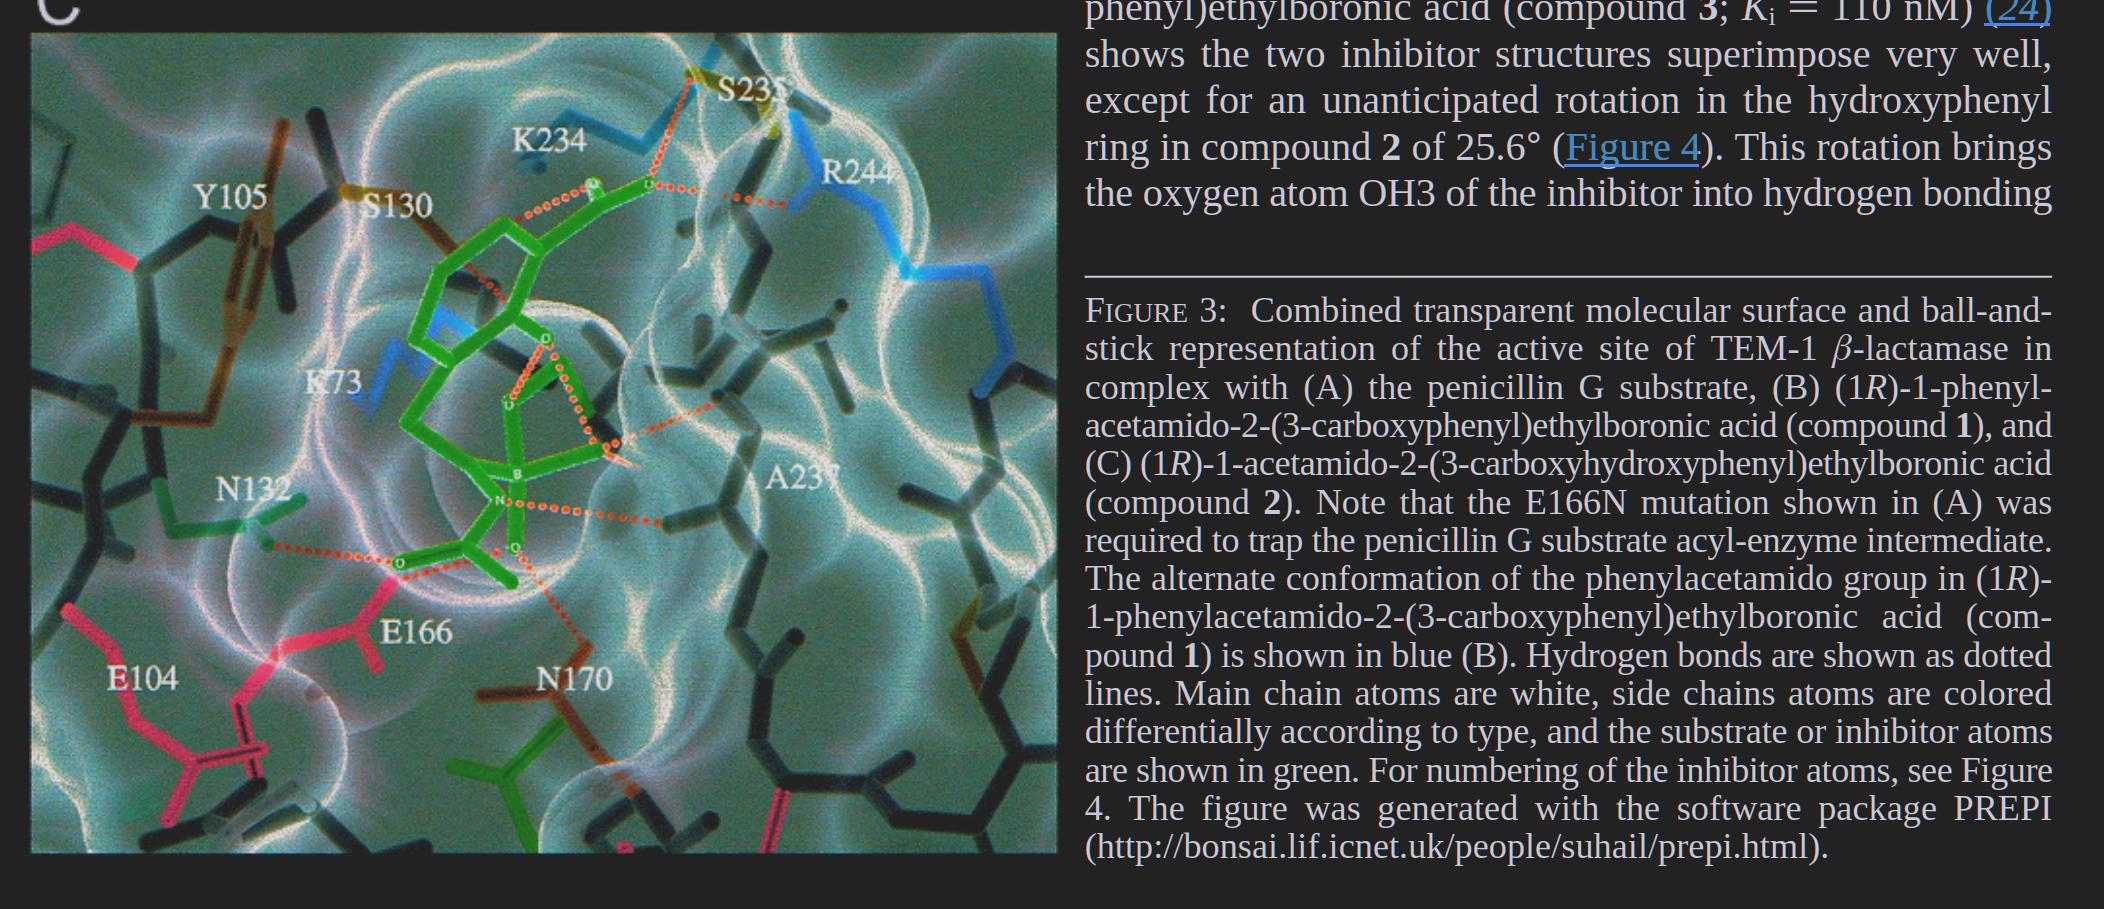 C
phenyl)ethylboronic acid (compound 3; Ki = 110 nM) (24)
shows the two inhibitor structures superimpose very well,
except for an unanticipated rotation in the hydroxyphenyl
ring in compound 2 of 25.6° (Figure 4). This rotation brings
the oxygen atom OH3 of the inhibitor into hydrogen bonding
S235
K234
R244
Y105
S130
K73
A237
N132
E166
E104
N170
O
O
O
O
B
N
O
O
FIGURE 3: Combined transparent molecular surface and ball-and-
stick representation of the active site of TEM-1 β-lactamase in
complex with (A) the penicillin G substrate, (B) (1R)-1-phenyl-
acetamido-2-(3-carboxyphenyl)ethylboronic acid (compound 1), and
(C) (1R)-1-acetamido-2-(3-carboxyhydroxyphenyl)ethylboronic acid
(compound 2). Note that the E166N mutation shown in (A) was
required to trap the penicillin G substrate acyl-enzyme intermediate.
The alternate conformation of the phenylacetamido group in (1R)-
1-phenylacetamido-2-(3-carboxyphenyl)ethylboronic acid (com-
pound 1) is shown in blue (B). Hydrogen bonds are shown as dotted
lines. Main chain atoms are white, side chains atoms are colored
differentially according to type, and the substrate or inhibitor atoms
are shown in green. For numbering of the inhibitor atoms, see Figure
4. The figure was generated with the software package PREPI
(http://bonsai.lif.icnet.uk/people/suhail/prepi.html).